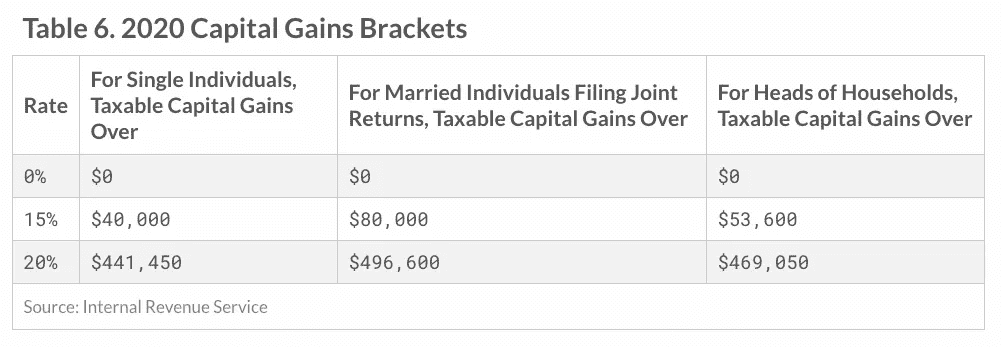 Table 6. 2020 Capital Gains Brackets
Rate
For Single Individuals,
Taxable Capital Gains
Over
For Married Individuals Filing Joint
Returns, Taxable Capital Gains Over
For Heads of Households,
Taxable Capital Gains Over
0% $0 $0 $0
15% $40,000 $80,000 $53,600
20% $441,450 $496,600 $469,050
Source: Internal Revenue Service